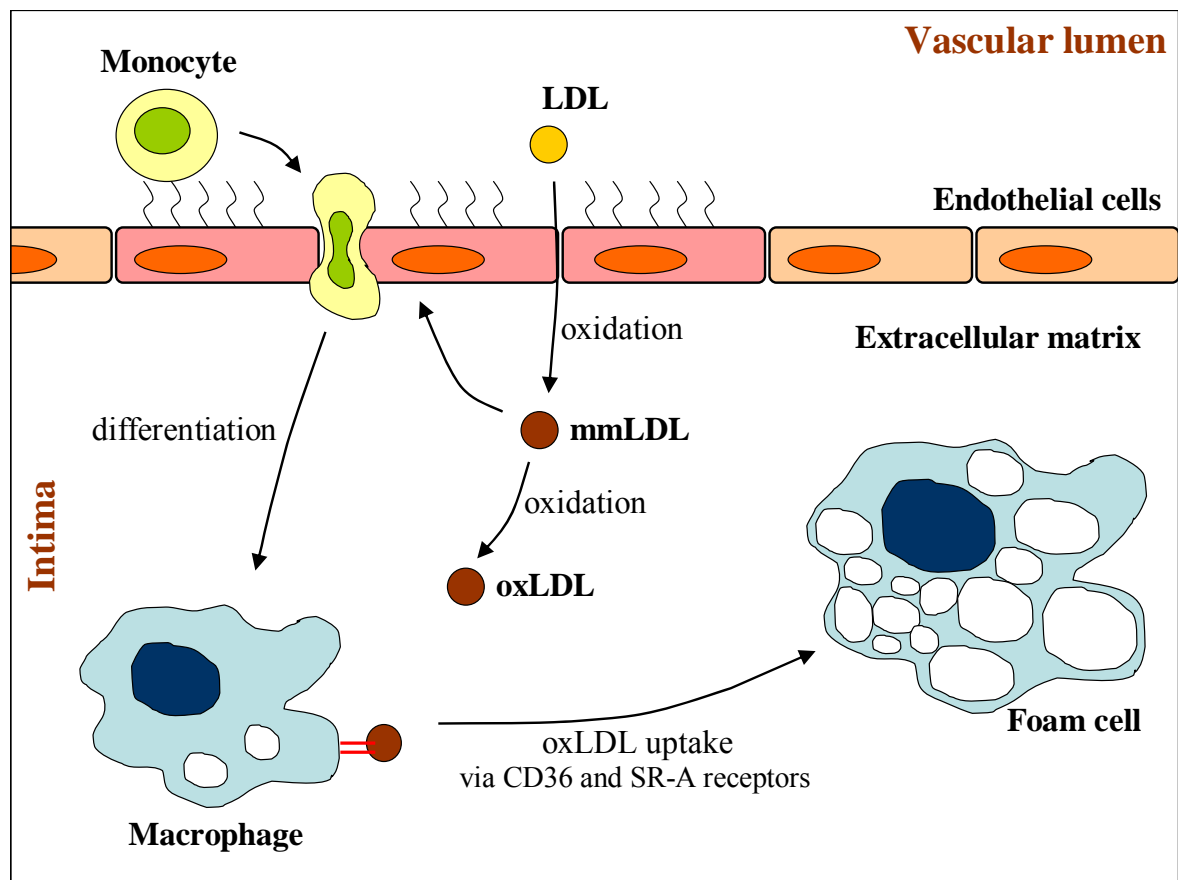 Vascular lumen
Monocyte
LDL
Endothelial cells
oxidation
Extracellular matrix
differentiation
mmLDL
oxidation
Intima
oxLDL
Foam cell
oxLDL uptake
via CD36 and SR-A receptors
Macrophage